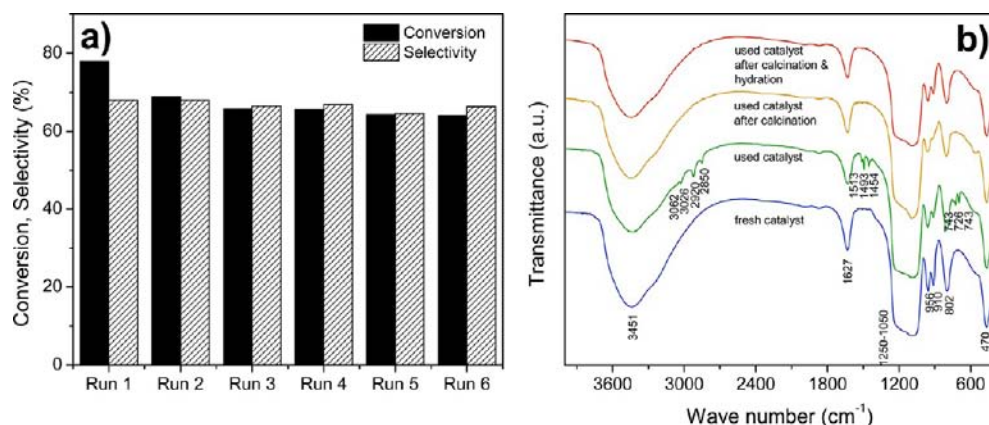 a)
Conversion
Selectivity
Conversion, Selectivity (%)
80
60
40
20
0
Run 1 Run 2 Run 3 Run 4 Run 5 Run 6
b)
used catalyst
after calcination &
hydration
used catalyst
after calcination
used catalyst
fresh catalyst
Transmittance (a.u.)
3451
3062
3026
2920
2850
1627
1513
1493
1454
1250-1050
956
910
802
743
726
743
470
3600 3000 2400 1800 1200 600
Wave number (cm⁻¹)